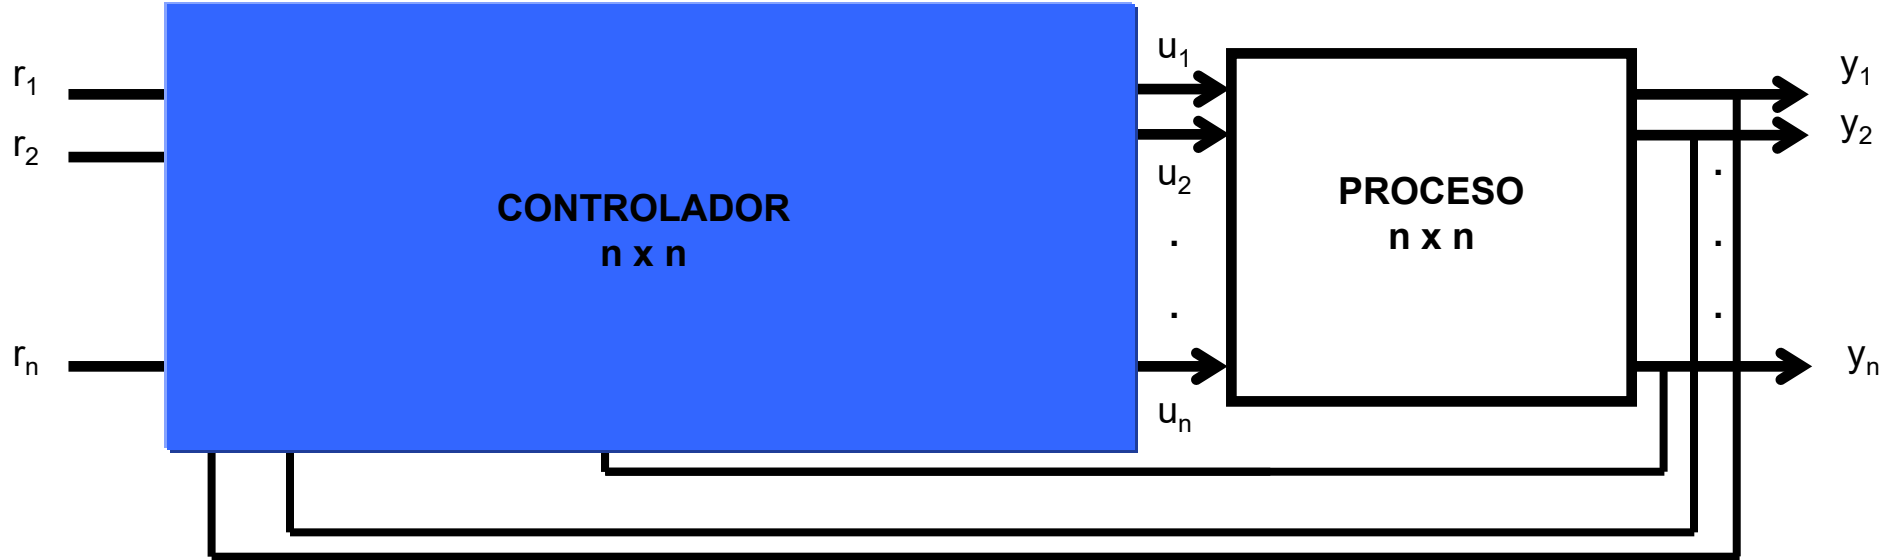 r1
r2
rn
CONTROLADOR
n x n
u1
u2
.
.
un
PROCESO
n x n
y1
y2
.
.
.
yn